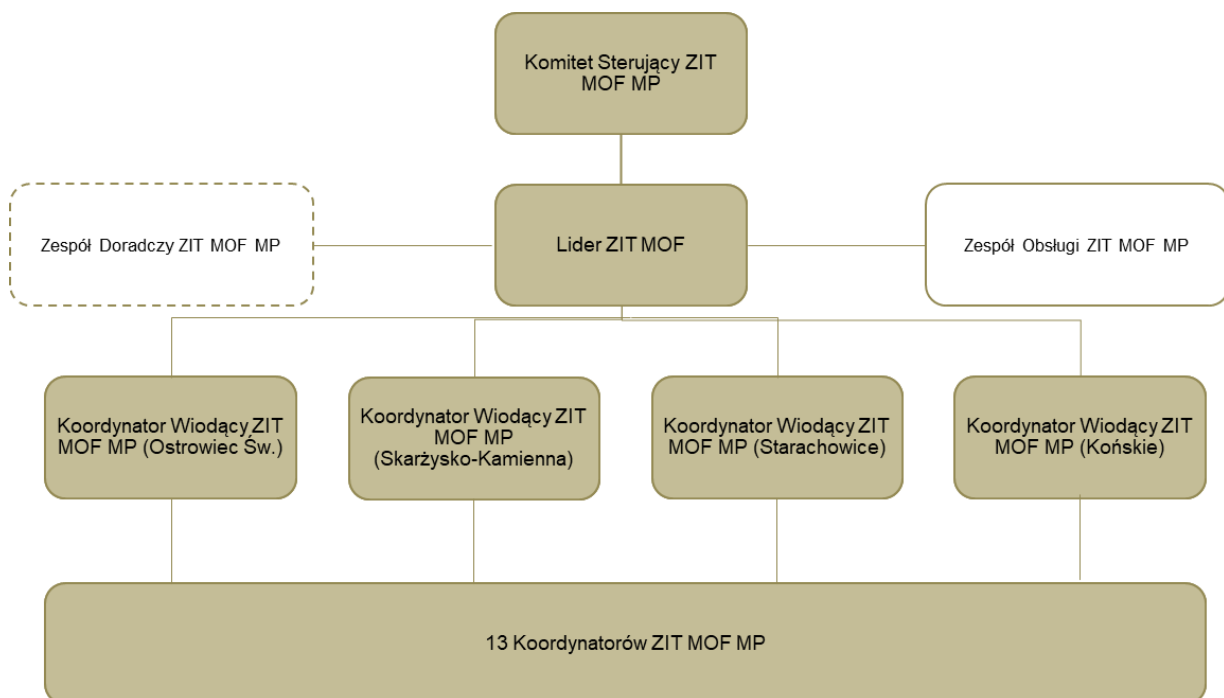 Komitet Sterujący ZIT
MOF MP
Zespół Doradczy ZIT MOF MP
Lider ZIT MOF
Zespół Obsługi ZIT MOF MP
Koordynator Wiodący ZIT
MOF MP (Ostrowiec Św.)
Koordynator Wiodący ZIT
MOF MP
(Skarżysko-Kamienna)
Koordynator Wiodący ZIT
MOF MP (Starachowice)
Koordynator Wiodący ZIT
MOF MP (Końskie)
13 Koordynatorów ZIT MOF MP